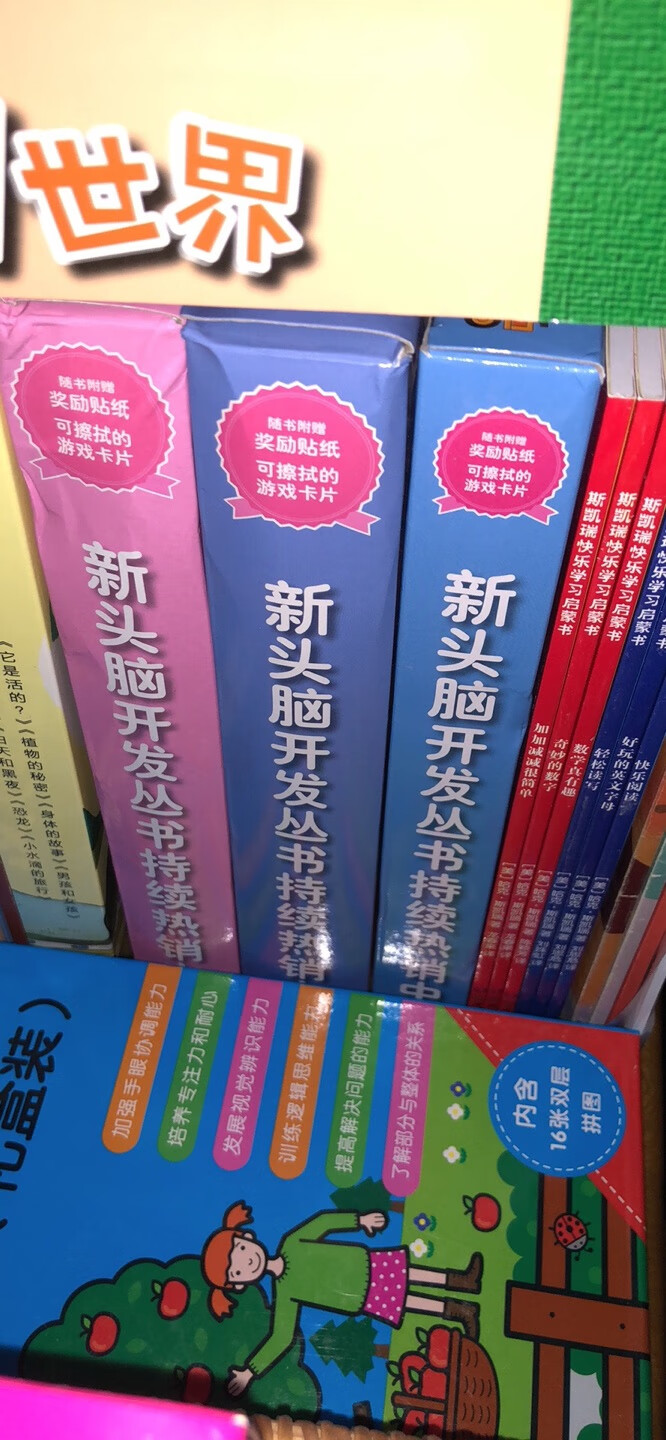 世界
随书附赠
奖励贴纸
可擦拭的
游戏卡片
新头脑开发丛书持续热销
随书附赠
奖励贴纸
可擦拭的
游戏卡片
新头脑开发丛书持续热销
随书附赠
奖励贴纸
可擦拭的
游戏卡片
新头脑开发丛书持续热销中
斯凯瑞快乐学习启蒙书
加加减减很简单
斯凯瑞快乐学习启蒙书
奇妙的数字
斯凯瑞快乐学习启蒙书
数学真有趣
轻松读写
好玩的英文字母
快乐阅读
《它是活的？》《植物的秘密》《身体的故事》《男孩和女孩》
天和黑夜》《恐龙》《小水滴的旅行
盒装）
加强手眼协调能力
培养专注力和耐心
发展视觉辨识能力
训练逻辑思维能力
提高解决问题的能力
了解部分与整体的关系
内含
16张双层
拼图